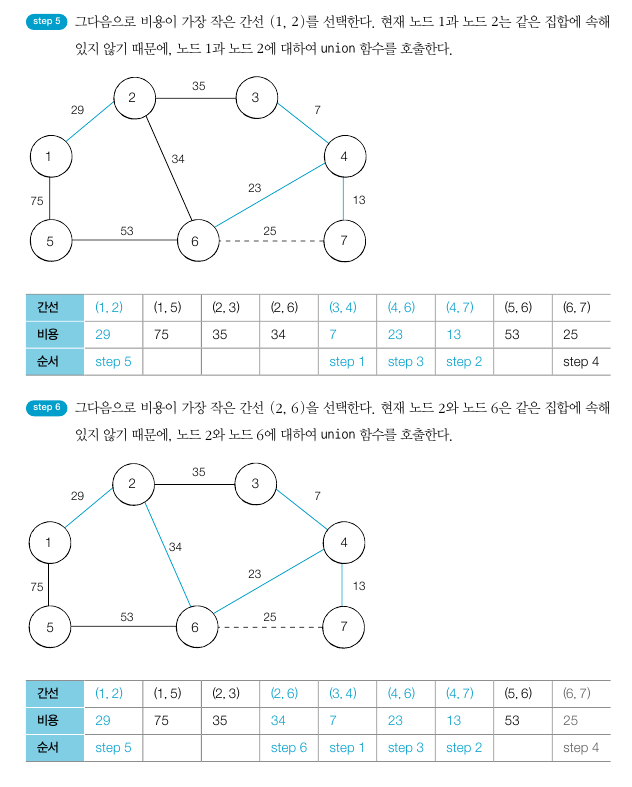 step 5 그다음으로 비용이 가장 작은 간선 (1, 2)를 선택한다. 현재 노드 1과 노드 2는 같은 집합에 속해
있지 않기 때문에, 노드 1과 노드 2에 대하여 union 함수를 호출한다.
35
2 3
29 7
1 34 4
23
75 13
53 25
5 6 7
간선 (1, 2) (1, 5) (2, 3) (2, 6) (3, 4) (4, 6) (4, 7) (5, 6) (6, 7)
비용 29 75 35 34 7 23 13 53 25
순서 step 5 step 1 step 3 step 2 step 4
step 6 그다음으로 비용이 가장 작은 간선 (2, 6)을 선택한다. 현재 노드 2와 노드 6은 같은 집합에 속해
있지 않기 때문에, 노드 2와 노드 6에 대하여 union 함수를 호출한다.
35
2 3
29 7
1 34 4
23
75 13
53 25
5 6 7
간선 (1, 2) (1, 5) (2, 3) (2, 6) (3, 4) (4, 6) (4, 7) (5, 6) (6, 7)
비용 29 75 35 34 7 23 13 53 25
순서 step 5 step 6 step 1 step 3 step 2 step 4